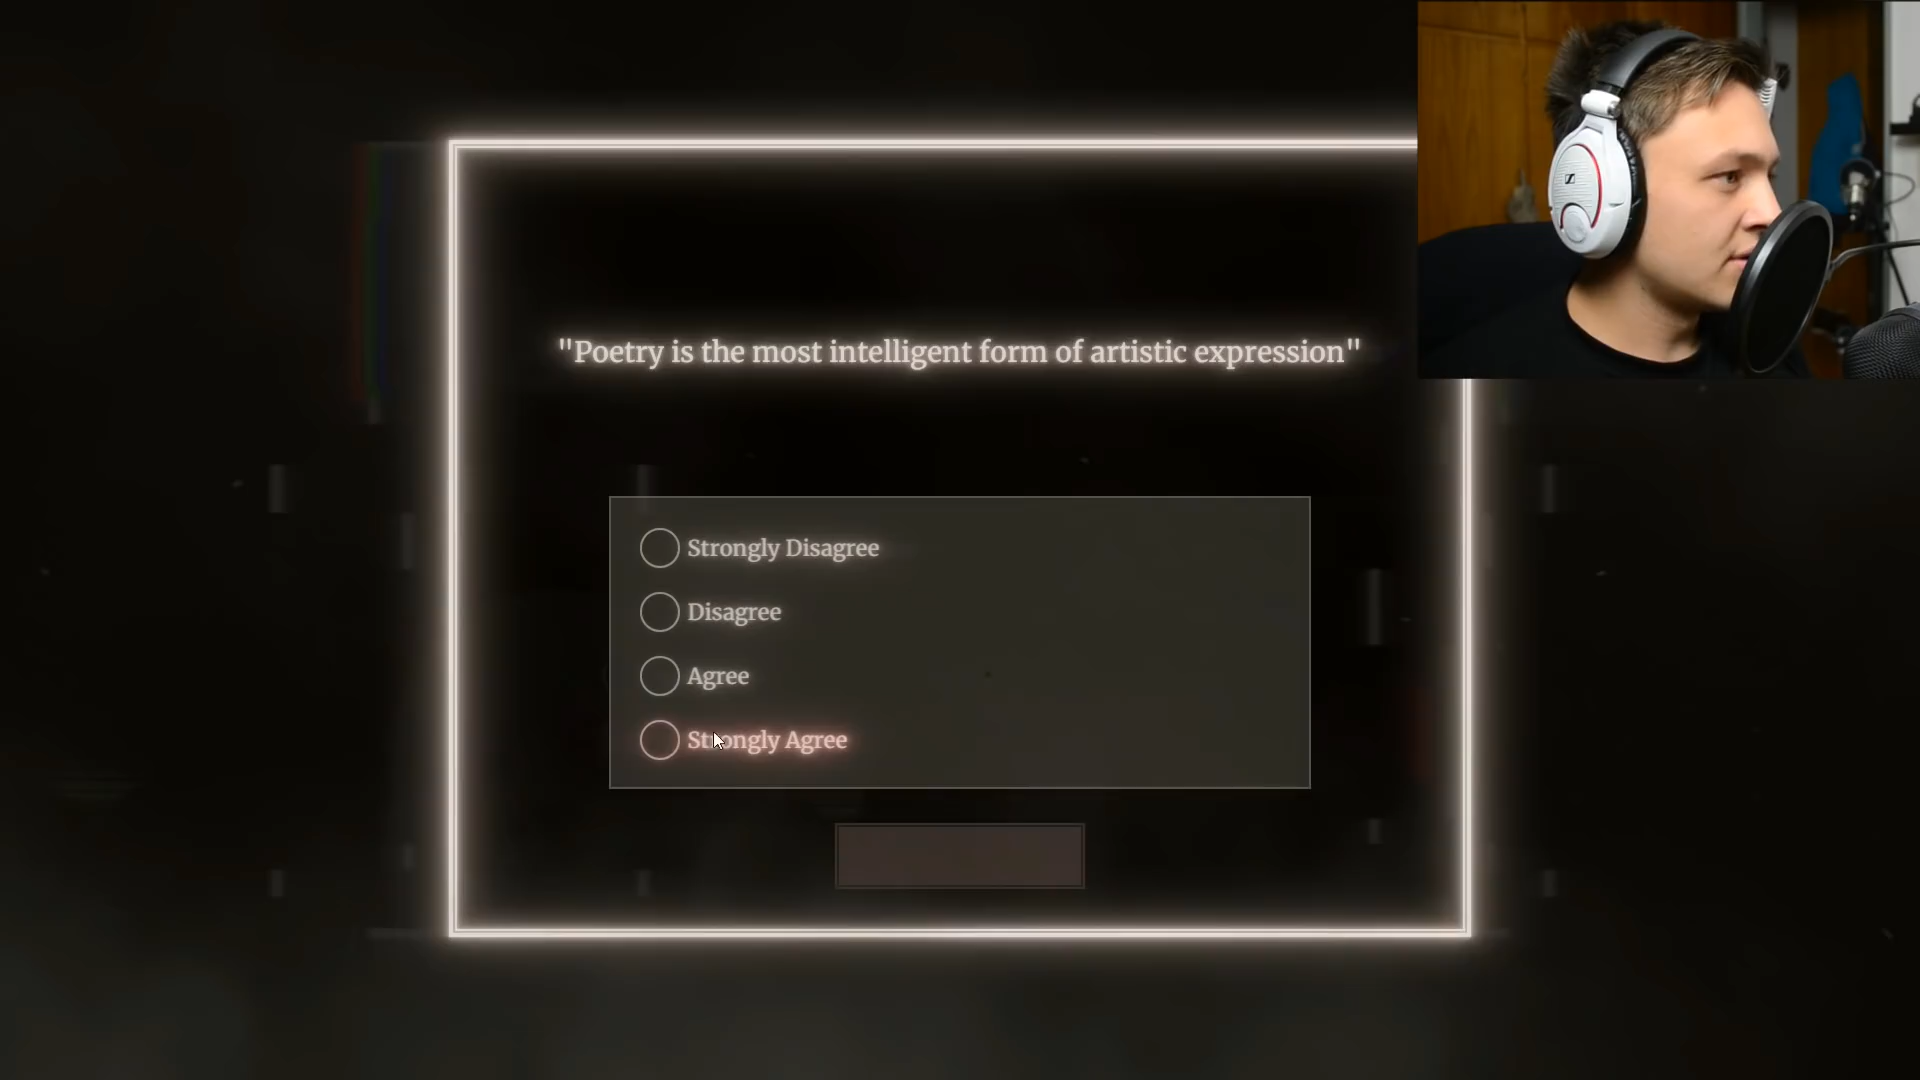 "Poetry is the most intelligent form of artistic expression"
Strongly Disagree
Disagree
Agree
Strongly Agree